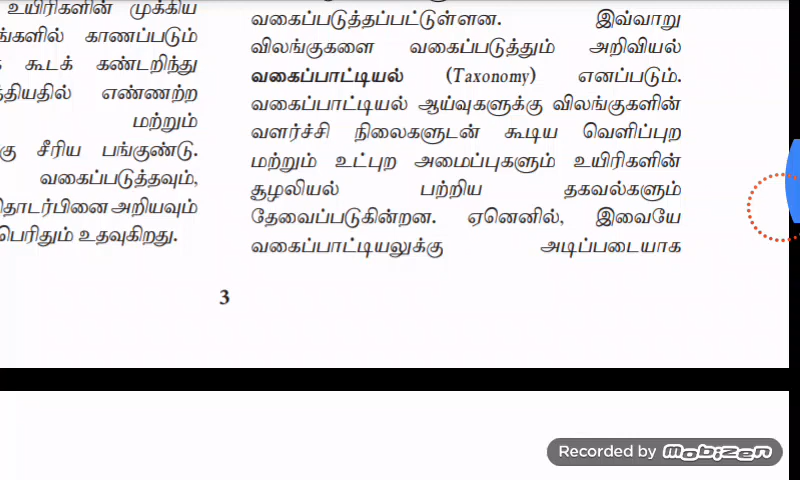 உயிரிகளின் முக்கிய
காணப்படும்
கூடக் கண்டறிந்து
எண்ணற்ற
மற்றும்
சீரிய பங்குண்டு.
வகைப்படுத்தவும்,
அறியவும்
பெரிதும் உதவுகிறது.
வகைப்படுத்தப்பட்டுள்ளன. இவ்வாறு
விலங்குகளை வகைப்படுத்தும் அறிவியல்
வகைப்பாட்டியல் (Taxonomy) எனப்படும்.
வகைப்பாட்டியல் ஆய்வுகளுக்கு விலங்குகளின்
வளர்ச்சி நிலைகளுடன் கூடிய வெளிப்புற
மற்றும் உட்புற அமைப்புகளும் உயிரிகளின்
சூழலியல் பற்றிய தகவல்களும்
தேவைப்படுகின்றன. ஏனெனில், இவையே
வகைப்பாட்டியலுக்கு அடிப்படையாக
3
Recorded by mobizen